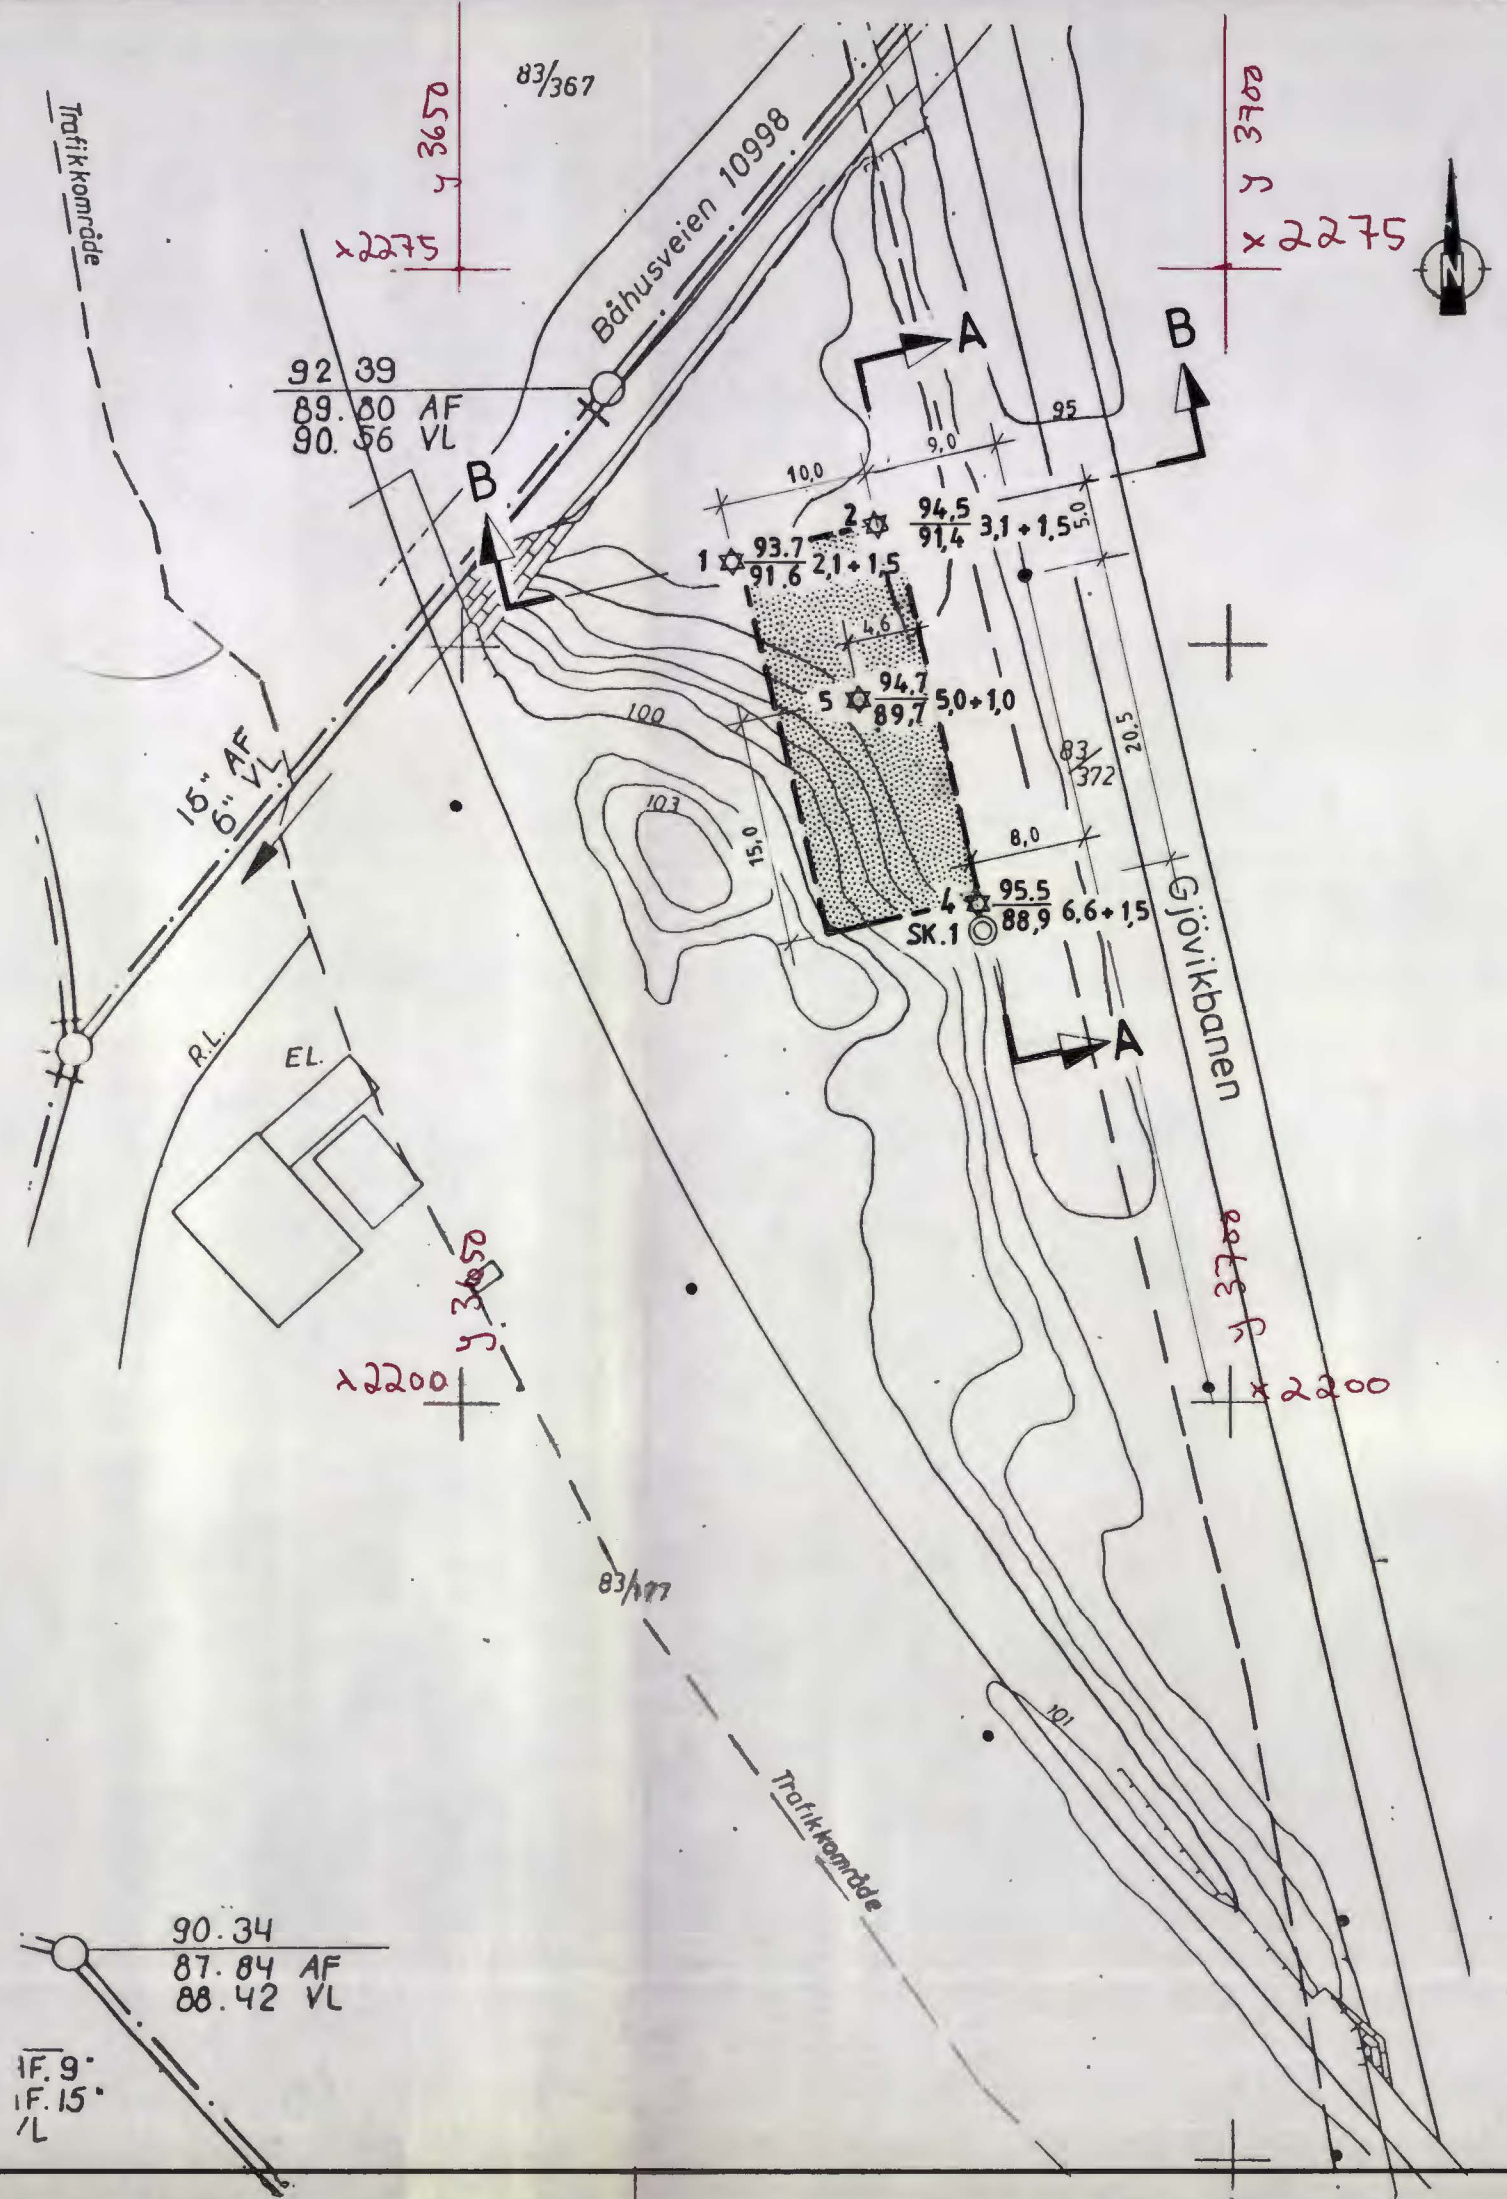 83/367
y 3650
x2275
y 3700
x 2275
N
Trafikkområde
Båhusveien 10998
92 39
89.80 AF
90.56 VL
A
B
B
95
10,0
9,0
5,0
2
94,5
91,4
3,1 + 1,5
1
93.7
91.6
2,1 + 1,5
4,6
5
94,7
89,7
5,0+1,0
100
103
15,0
83/
372
20,5
8,0
15" AF
6" VL
4
95.5
88,9
6,6 + 1,5
SK.1
Gjövikbanen
A
R.L.
EL.
y 3650
x2200
y 3700
x 2200
101
Trafikkområde
90.34
87.84 AF
88.42 VL
F. 9"
F. 15"
/L